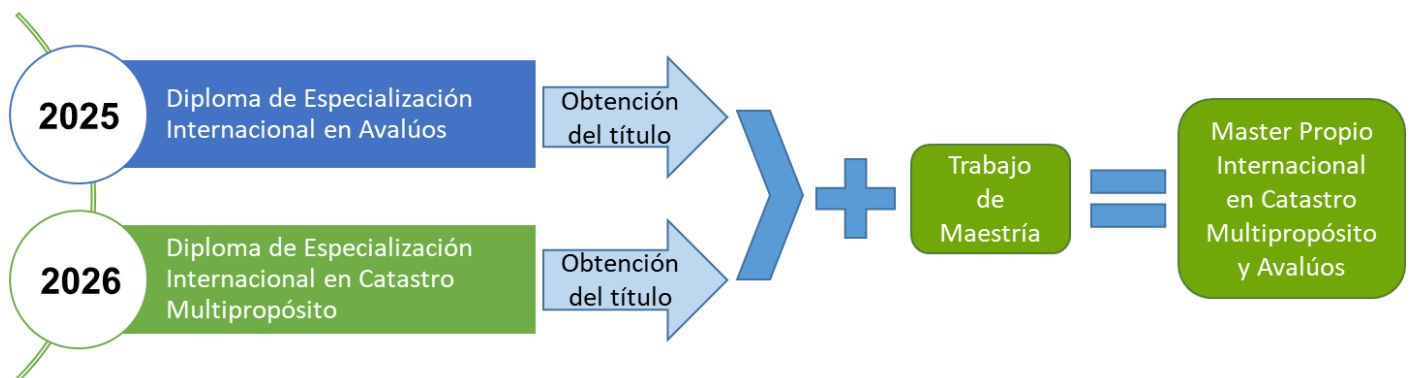 2025
Diploma de Especialización
Internacional en Avalúos
Obtención
del título
2026
Diploma de Especialización
Internacional en Catastro
Multipropósito
Obtención
del título
Trabajo
de
Maestría
Master Propio
Internacional
en Catastro
Multipropósito
y Avalúos